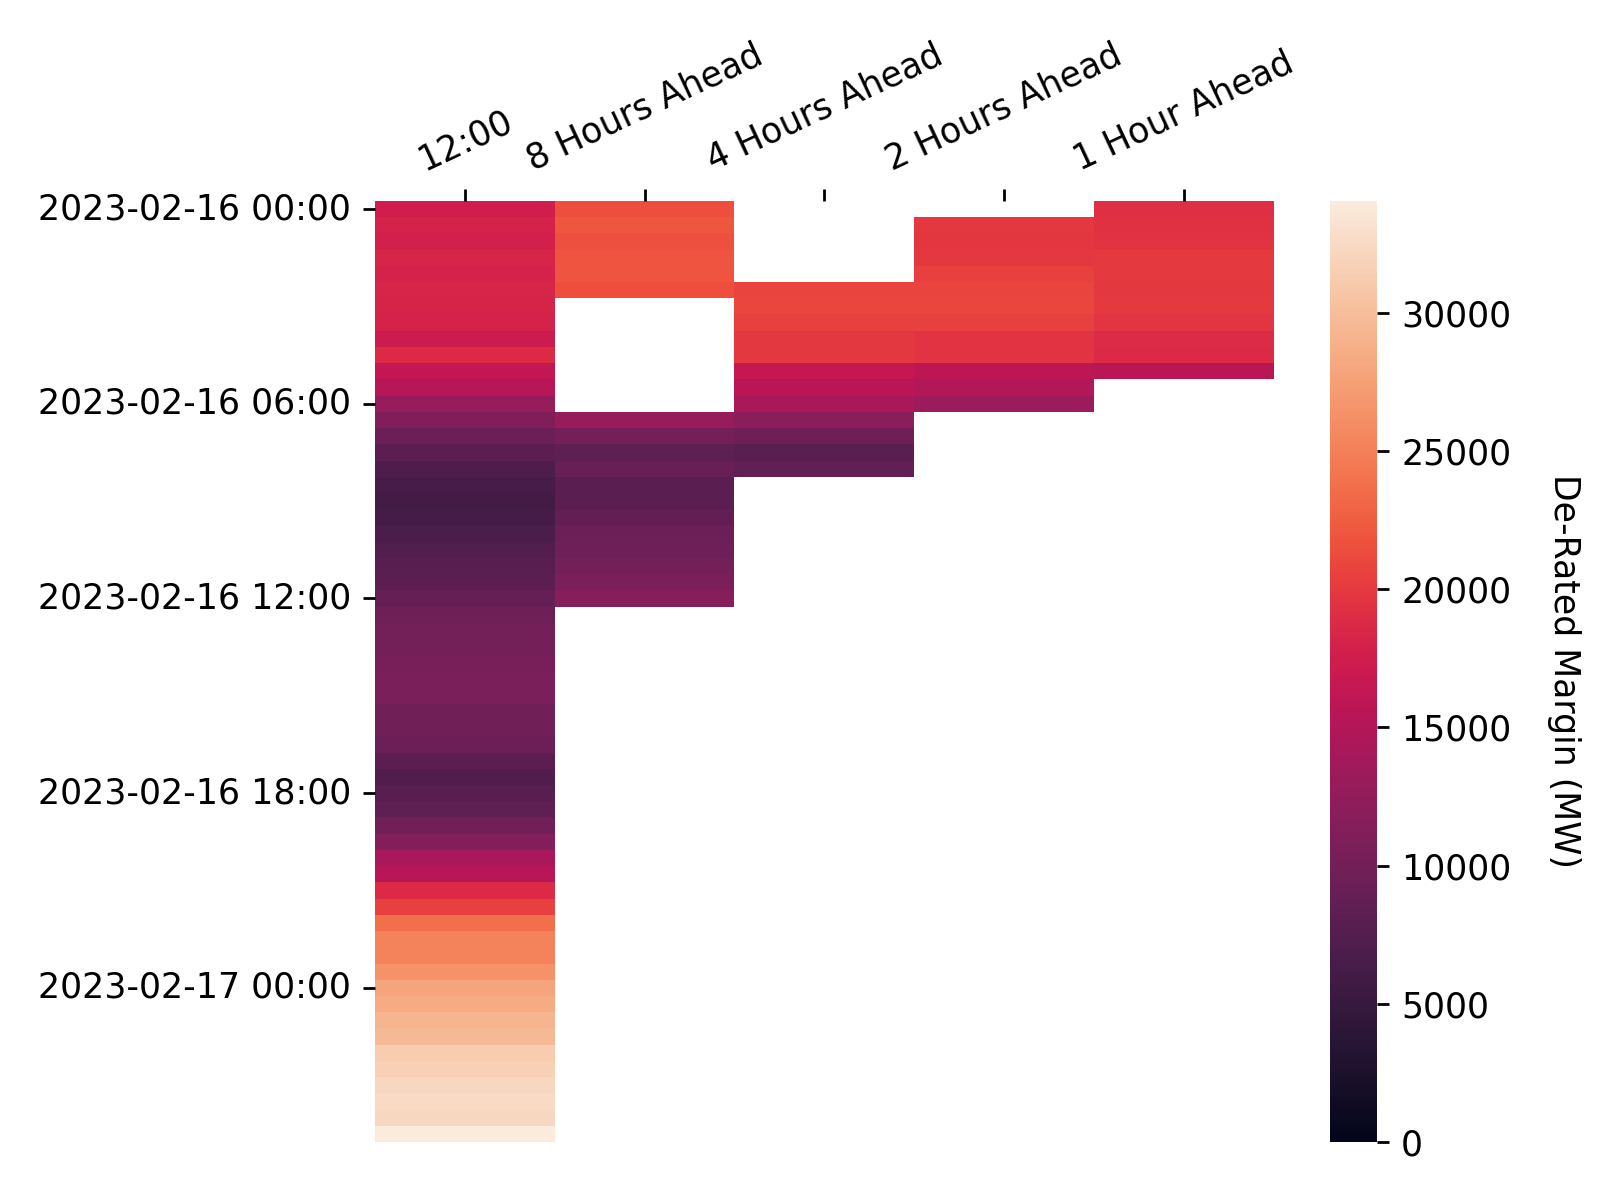 12:00
8 Hours Ahead
4 Hours Ahead
2 Hours Ahead
1 Hour Ahead
2023-02-16 00:00
2023-02-16 06:00
2023-02-16 12:00
2023-02-16 18:00
2023-02-17 00:00
30000
25000
20000
15000
10000
5000
0
De-Rated Margin (MW)